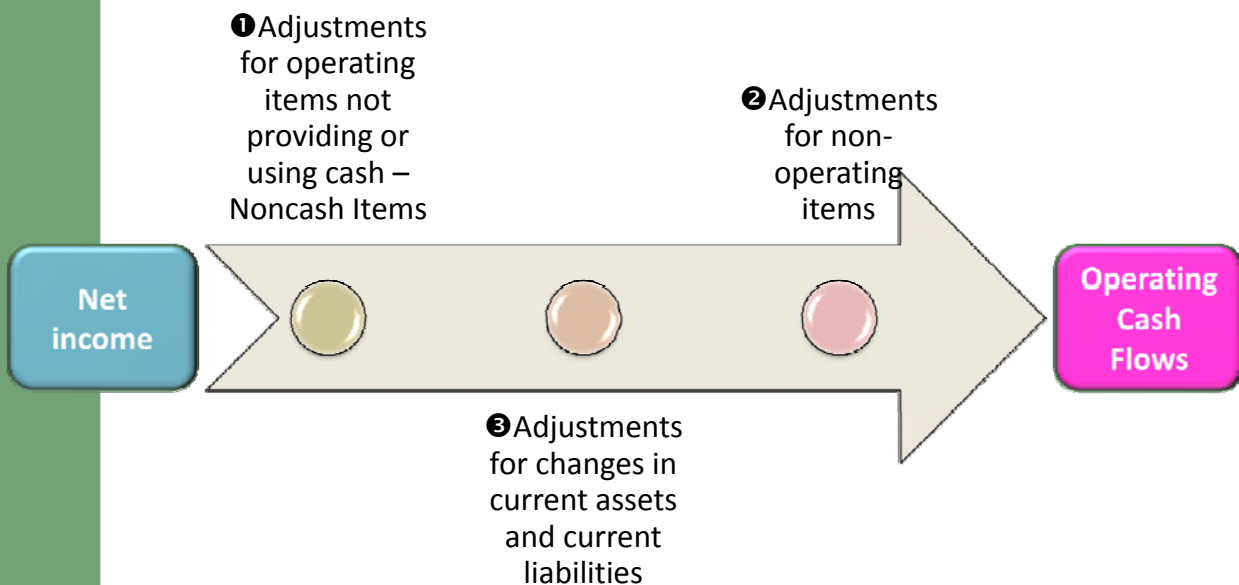 ❶Adjustments
for operating
items not
providing or
using cash –
Noncash Items
❷Adjustments
for non-
operating
items
Net
income
Operating
Cash
Flows
❸Adjustments
for changes in
current assets
and current
liabilities